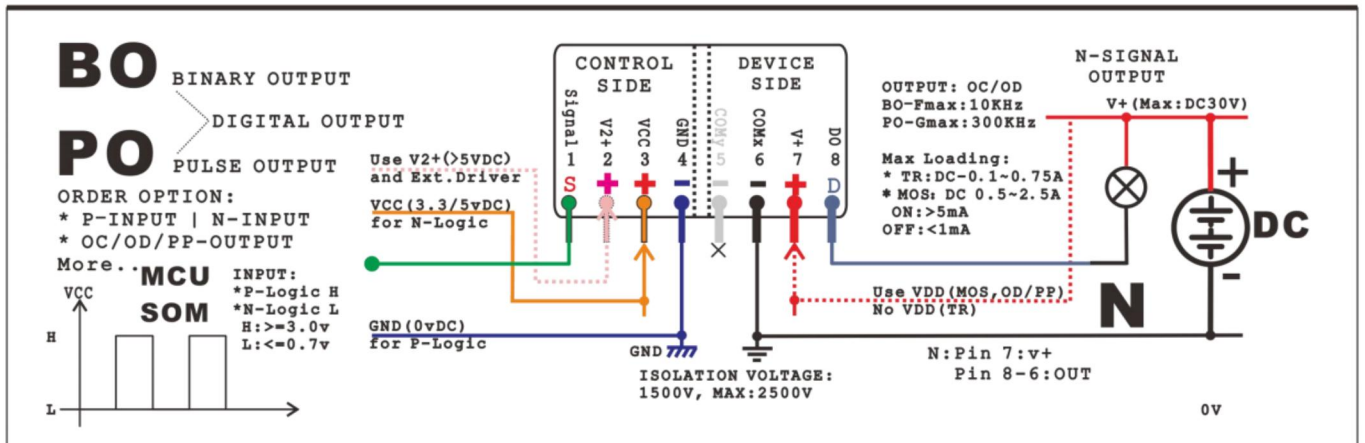 BO BINARY OUTPUT
DIGITAL OUTPUT
PO PULSE OUTPUT
ORDER OPTION:
* P-INPUT | N-INPUT
* OC/OD/PP-OUTPUT
More..
MCU
SOM
VCC
H
L
INPUT:
*P-Logic H
*N-Logic L
H:>=3.0v
L:<=0.7v
Use V2+(>5VDC)
and Ext.Driver
VCC(3.3/5vDC)
for N-Logic
GND(0vDC)
for P-Logic
CONTROL
SIDE
DEVICE
SIDE
Signal 1
V2+ 2
VCC 3
GND 4
COMy 5
COMx 6
V+ 7
DO 8
S + + - - - + D
GND
ISOLATION VOLTAGE:
1500V, MAX:2500V
OUTPUT: OC/OD
BO-Fmax:10KHz
PO-Gmax:300KHz
Max Loading:
* TR:DC-0.1~0.75A
* MOS: DC 0.5~2.5A
ON:>5mA
OFF:<1mA
N-SIGNAL
OUTPUT
V+(Max:DC30V)
+
DC
-
Use VDD(MOS,OD/PP)
No VDD(TR)
N
N:Pin 7:v+
Pin 8-6:OUT
0V